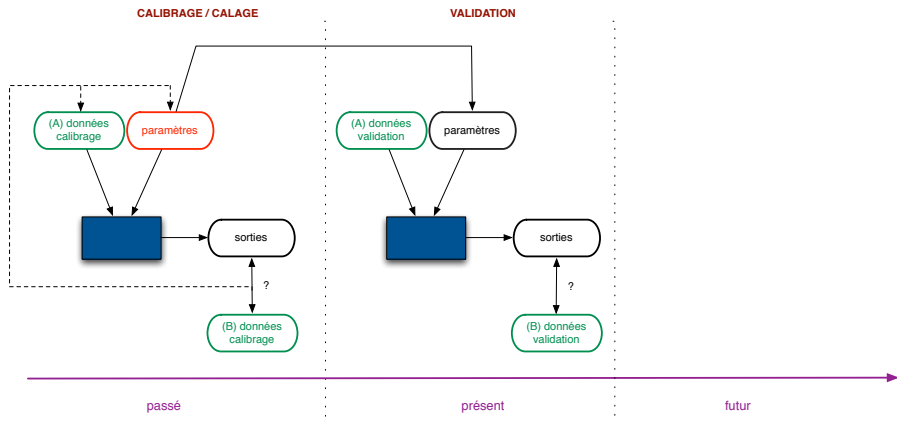 CALIBRAGE / CALAGE
VALIDATION
(A) données
calibrage
paramètres
(A) données
validation
paramètres
sorties
sorties
?
?
(B) données
calibrage
(B) données
validation
passé
présent
futur